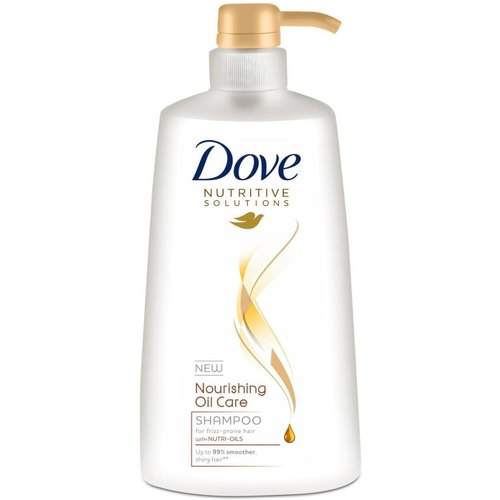 Dove
NUTRITIVE
SOLUTIONS
NEW
Nourishing
Oil Care
SHAMPOO
for frizz-prone hair
with NUTRI-OILS
Up to 99% smoother,
shiny hair**